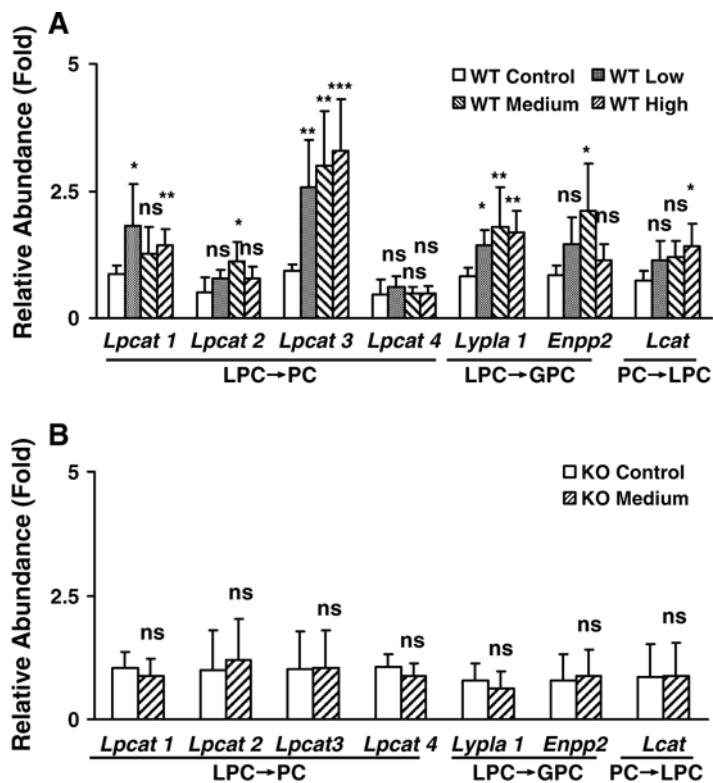 A
Relative Abundance (Fold)
5
2.5
0
WT Control WT Low
WT Medium WT High
* ns ** ns * ns ** ** *** ns ns ns * ** ** ns * ns ns ns *
Lpcat 1 Lpcat 2 Lpcat 3 Lpcat 4 Lypla 1 Enpp2 Lcat
LPC→PC LPC→GPC PC→LPC
B
Relative Abundance (Fold)
5
2.5
0
KO Control
KO Medium
ns ns ns ns ns ns ns
Lpcat 1 Lpcat 2 Lpcat3 Lpcat 4 Lypla 1 Enpp2 Lcat
LPC→PC LPC→GPC PC→LPC